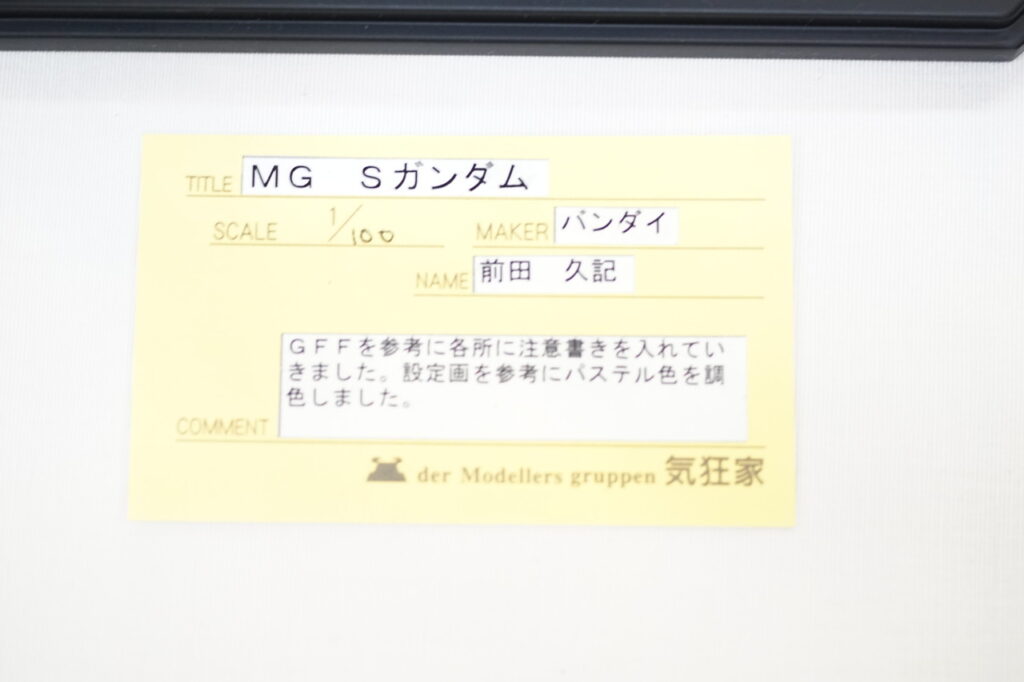 TITLE MG Sガンダム
SCALE 1/100 MAKER バンダイ
NAME 前田 久記
GFFを参考に各所に注意書きを入れてい
きました。設定画を参考にパステル色を調
色しました。
COMMENT
der Modellers gruppen 気狂家